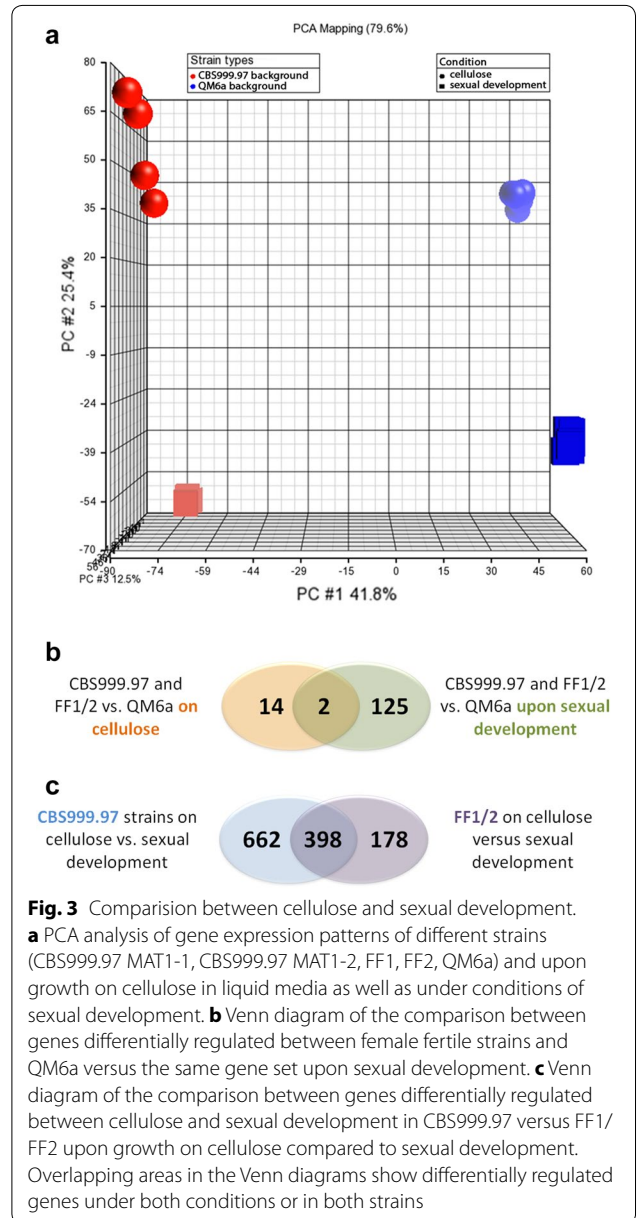 a
PCA Mapping (79.6%)
Strain types
CBS999.97 background
QM6a background
Condition
cellulose
sexual development
80
65
50
35
20
5
-9
-24
-39
-54
-70
PC #2 25.4%
-90
-74
-59
-44
-29
-15
0
15
30
45
60
PC #3 12.5%
PC #1 41.8%
b
CBS999.97 and
FF1/2 vs. QM6a on
cellulose
14
2
125
CBS999.97 and FF1/2
vs. QM6a upon sexual
development
c
CBS999.97 strains on
cellulose vs. sexual
development
662
398
178
FF1/2 on cellulose
versus sexual
development
Fig. 3 Comparision between cellulose and sexual development.
a PCA analysis of gene expression patterns of different strains
(CBS999.97 MAT1-1, CBS999.97 MAT1-2, FF1, FF2, QM6a) and upon
growth on cellulose in liquid media as well as under conditions of
sexual development. b Venn diagram of the comparison between
genes differentially regulated between female fertile strains and
QM6a versus the same gene set upon sexual development. c Venn
diagram of the comparison between genes differentially regulated
between cellulose and sexual development in CBS999.97 versus FF1/
FF2 upon growth on cellulose compared to sexual development.
Overlapping areas in the Venn diagrams show differentially regulated
genes under both conditions or in both strains